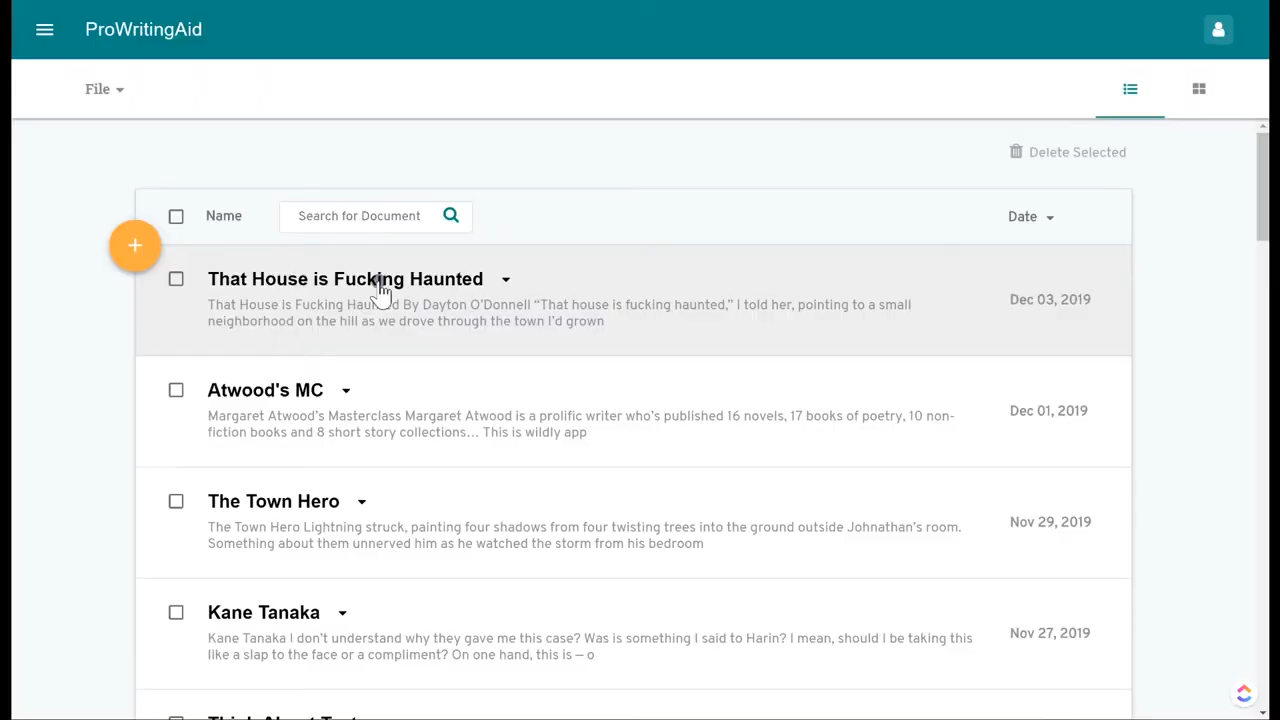 ProWritingAid
File
Delete Selected
Name
Search for Document
Date
That House is Fucking Haunted
That House Is Fucking Haunted By Dayton O’Donnell “That house is fucking haunted,” I told her, pointing to a small
neighborhood on the hill as we drove through the town I’d grown
Dec 03, 2019
Atwood's MC
Margaret Atwood’s Masterclass Margaret Atwood is a prolific writer who’s published 16 novels, 17 books of poetry, 10 non-
fiction books and 8 short story collections… This is wildly app
Dec 01, 2019
The Town Hero
The Town Hero Lightning struck, painting four shadows from four twisting trees into the ground outside Johnathan’s room.
Something about them unnerved him as he watched the storm from his bedroom
Nov 29, 2019
Kane Tanaka
Kane Tanaka I don’t understand why they gave me this case? Was is something I said to Harin? I mean, should I be taking this
like a slap to the face or a compliment? On one hand, this is — o
Nov 27, 2019